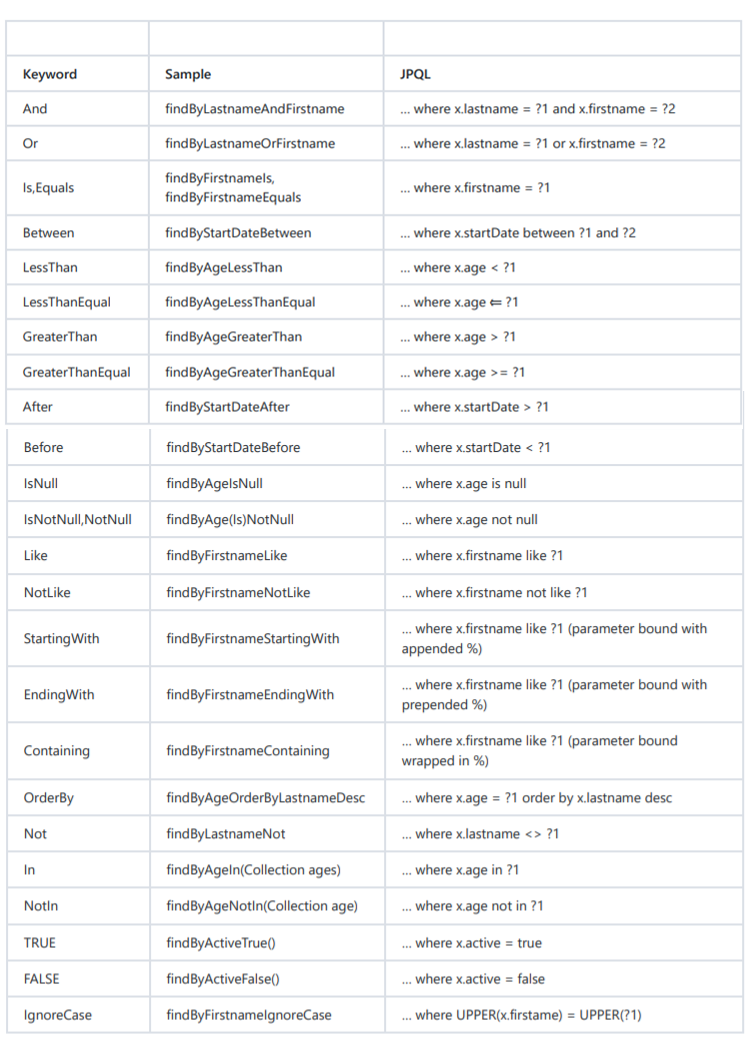 Keyword Sample JPQL
And findByLastnameAndFirstname ... where x.lastname = ?1 and x.firstname = ?2
Or findByLastnameOrFirstname ... where x.lastname = ?1 or x.firstname = ?2
Is,Equals findByFirstnameIs,
findByFirstnameEquals ... where x.firstname = ?1
Between findByStartDateBetween ... where x.startDate between ?1 and ?2
LessThan findByAgeLessThan ... where x.age < ?1
LessThanEqual findByAgeLessThanEqual ... where x.age ⇐ ?1
GreaterThan findByAgeGreaterThan ... where x.age > ?1
GreaterThanEqual findByAgeGreaterThanEqual ... where x.age >= ?1
After findByStartDateAfter ... where x.startDate > ?1
Before findByStartDateBefore ... where x.startDate < ?1
IsNull findByAgeIsNull ... where x.age is null
IsNotNull,NotNull findByAge(Is)NotNull ... where x.age not null
Like findByFirstnameLike ... where x.firstname like ?1
NotLike findByFirstnameNotLike ... where x.firstname not like ?1
StartingWith findByFirstnameStartingWith ... where x.firstname like ?1 (parameter bound with
appended %)
EndingWith findByFirstnameEndingWith ... where x.firstname like ?1 (parameter bound with
prepended %)
Containing findByFirstnameContaining ... where x.firstname like ?1 (parameter bound
wrapped in %)
OrderBy findByAgeOrderByLastnameDesc ... where x.age = ?1 order by x.lastname desc
Not findByLastnameNot ... where x.lastname <> ?1
In findByAgeIn(Collection ages) ... where x.age in ?1
NotIn findByAgeNotIn(Collection age) ... where x.age not in ?1
TRUE findByActiveTrue() ... where x.active = true
FALSE findByActiveFalse() ... where x.active = false
IgnoreCase findByFirstnameIgnoreCase ... where UPPER(x.firstame) = UPPER(?1)